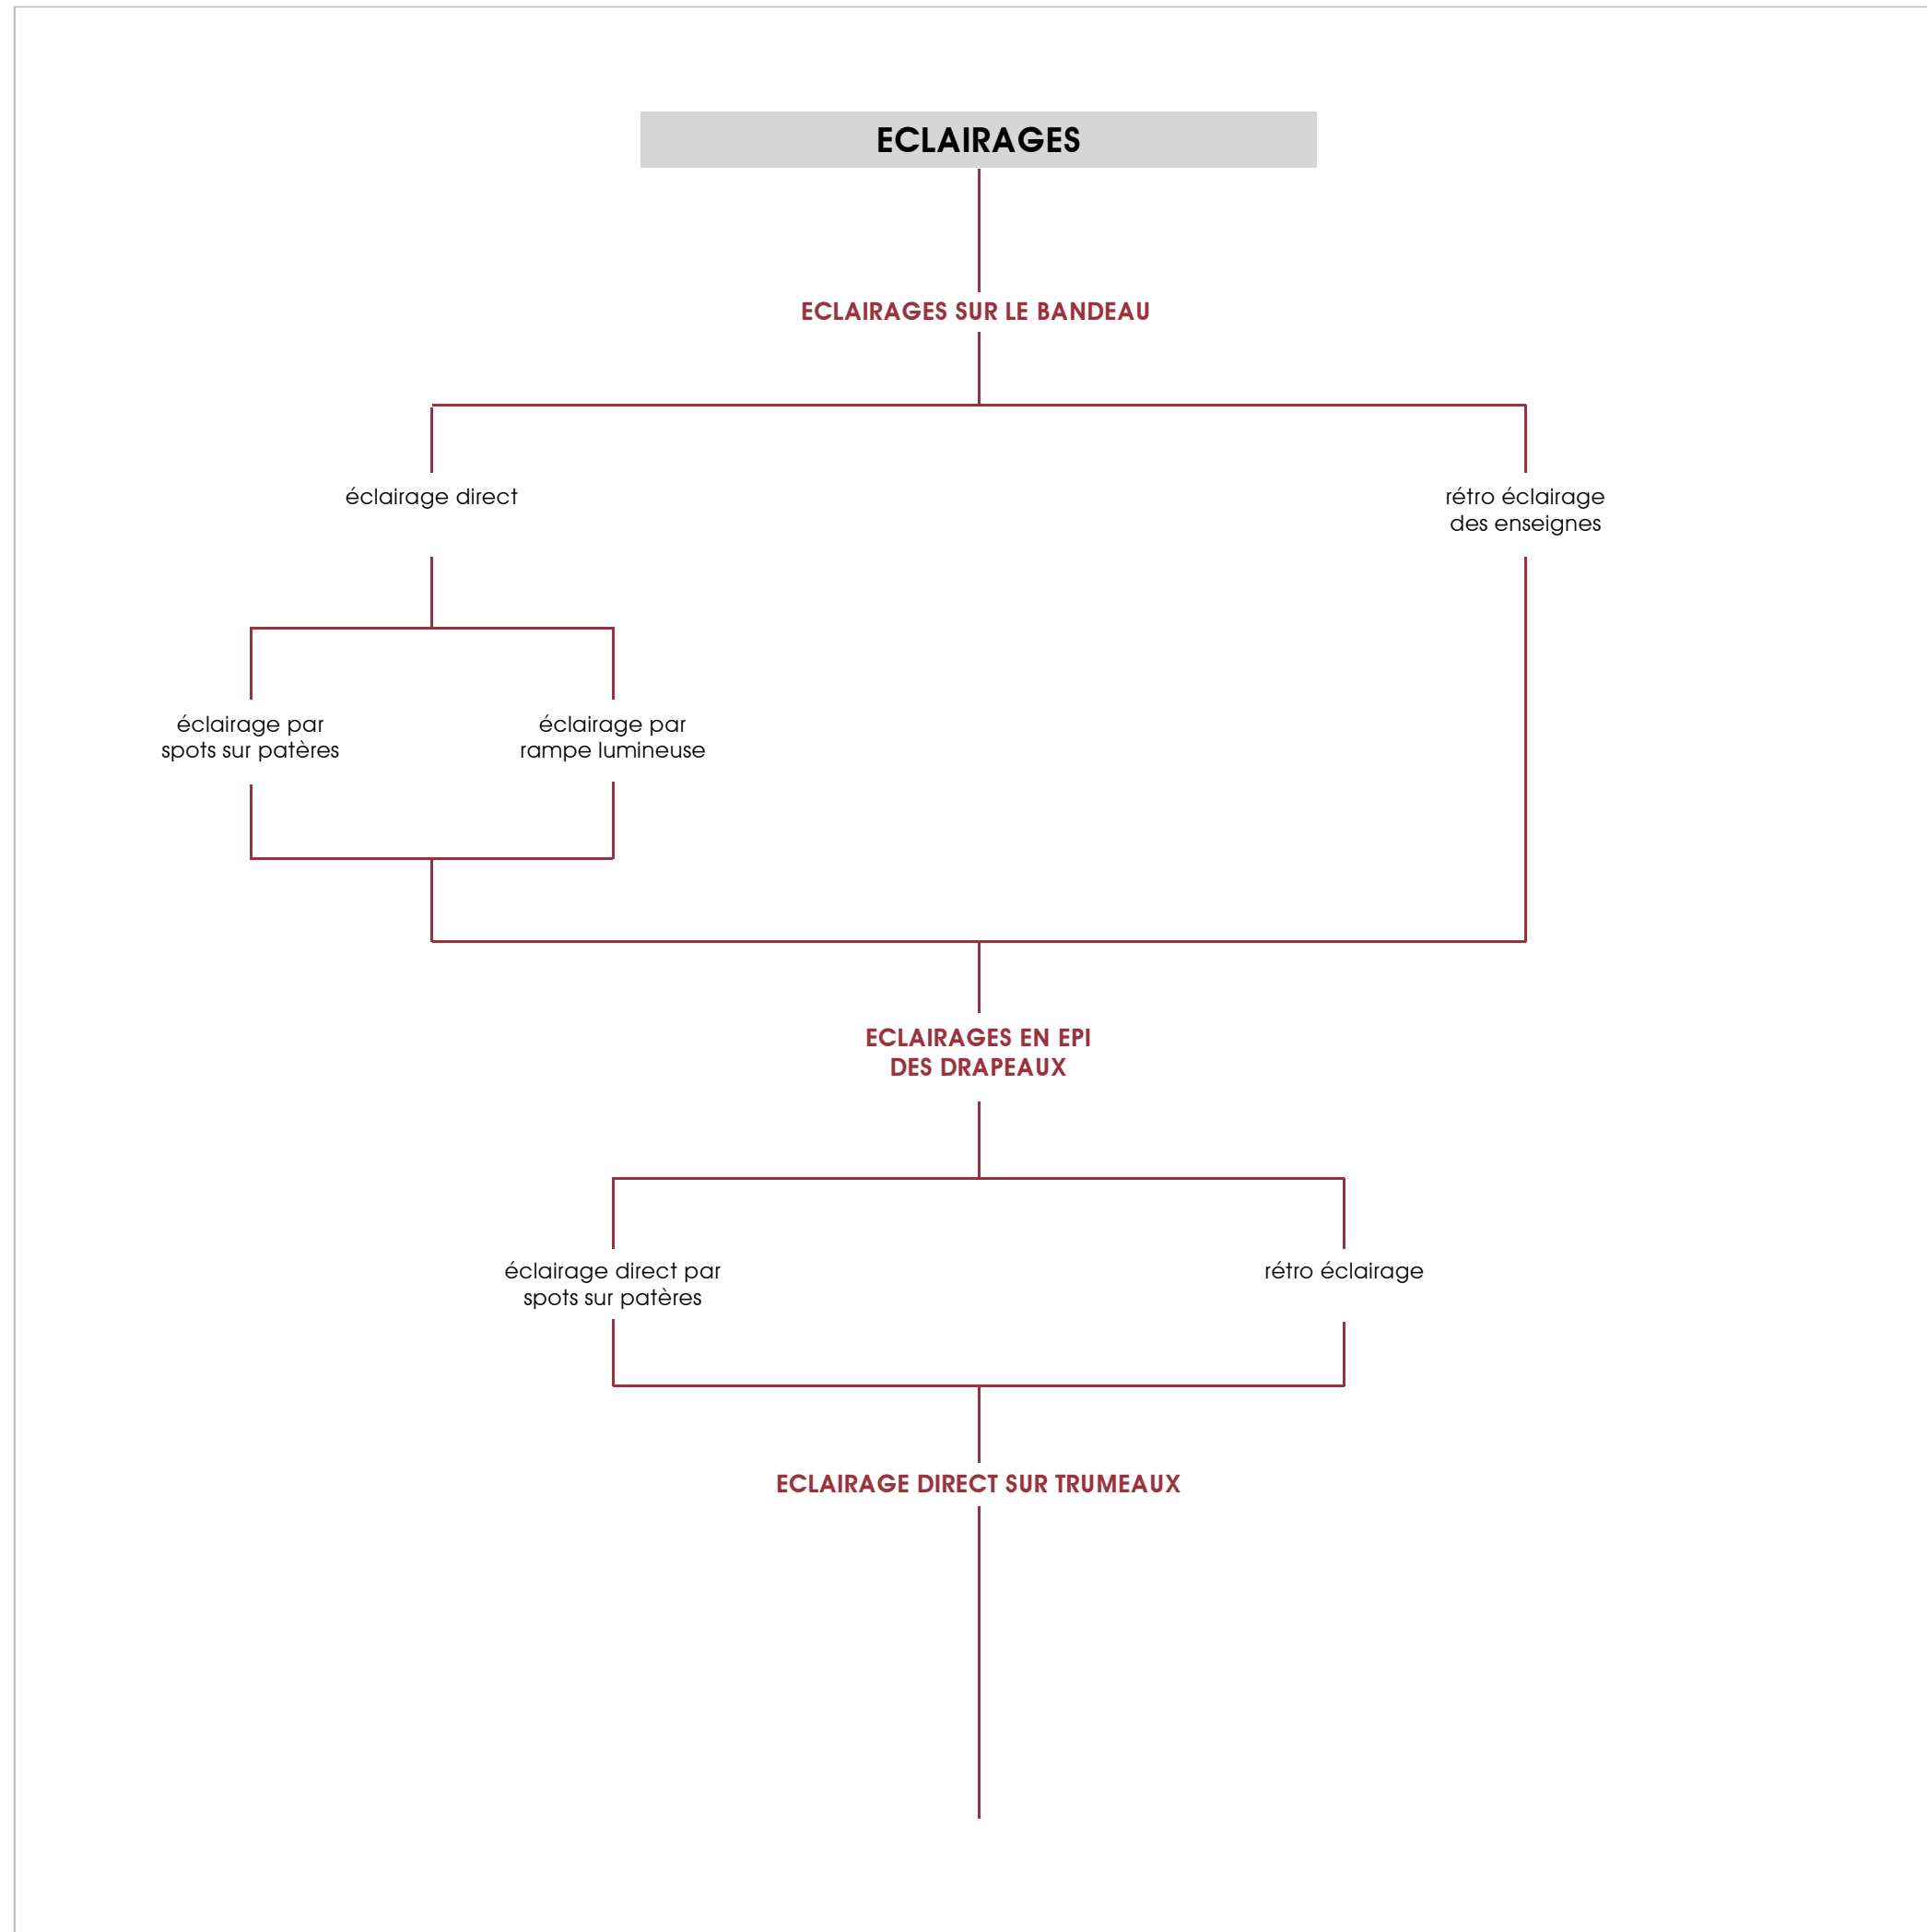 ECLAIRAGES
ECLAIRAGES SUR LE BANDEAU
éclairage direct
rétro éclairage
des enseignes
éclairage par
spots sur patères
éclairage par
rampe lumineuse
ECLAIRAGES EN EPI
DES DRAPEAUX
éclairage direct par
spots sur patères
rétro éclairage
ECLAIRAGE DIRECT SUR TRUMEAUX